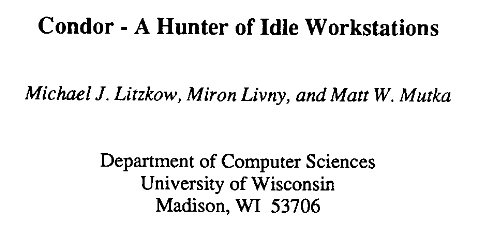 Condor - A Hunter of Idle Workstations
Michael J. Litzkow, Miron Livny, and Matt W. Mutka
Department of Computer Sciences
University of Wisconsin
Madison, WI 53706